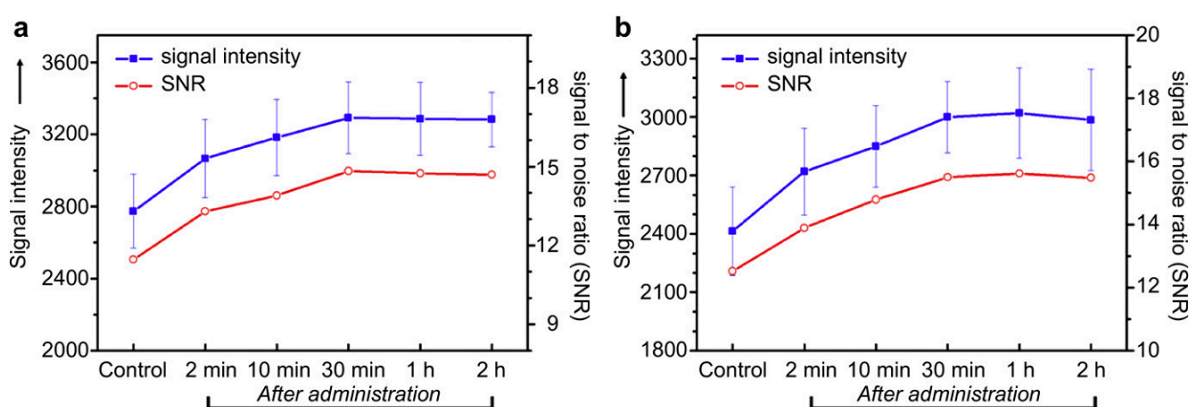 a
Signal intensity
3600
3200
2800
2400
2000
signal intensity
SNR
18
15
12
9
signal to
noise ratio (SNR)
Control 2 min 10 min 30 min 1 h 2 h
After administration
b
Signal intensity
3300
3000
2700
2400
2100
1800
signal intensity
SNR
20
18
16
14
12
10
signal to
noise ratio (SNR)
Control 2 min 10 min 30 min 1 h 2 h
After administration